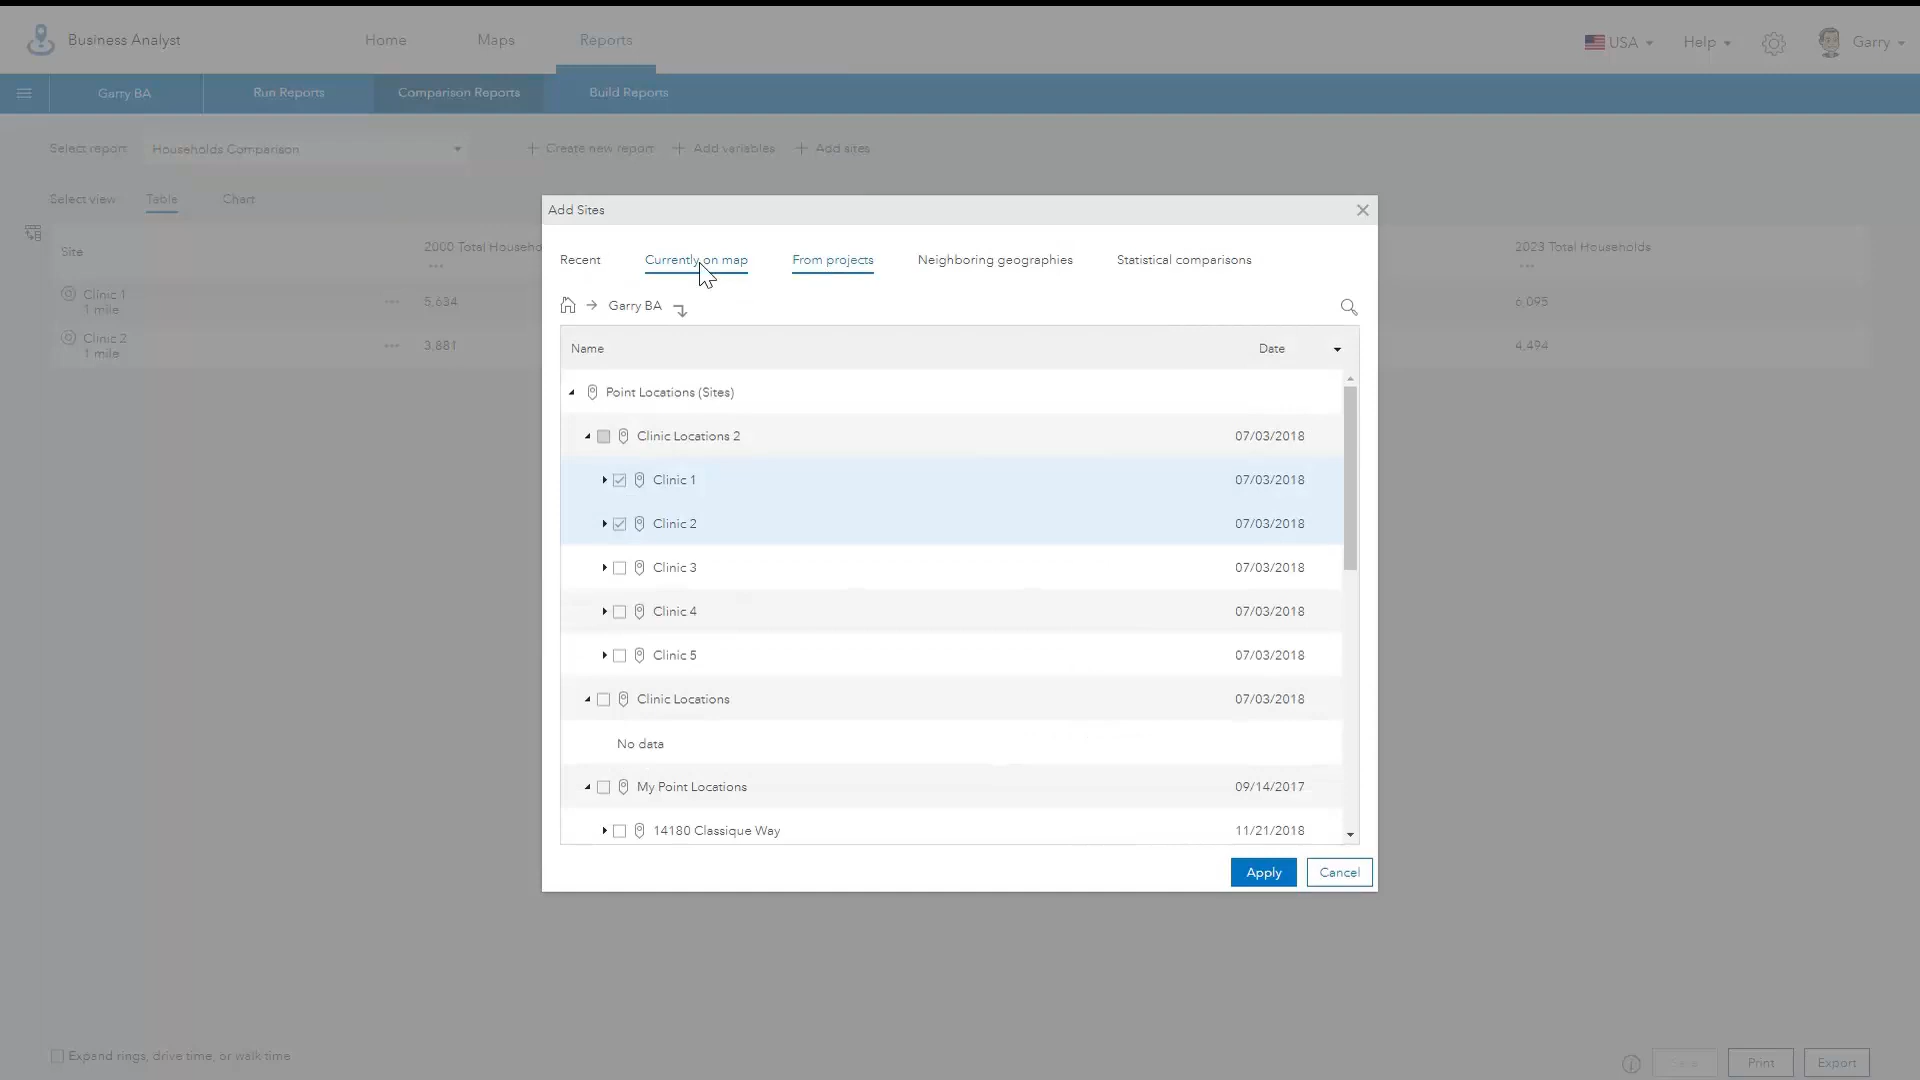 Business Analyst
Home
Maps
Reports
USA
Help
Garry
Garry BA
Run Reports
Comparison Reports
Build Reports
Select report
Households Comparison
Create new report
Add variables
Add sites
Select view
Table
Chart
Site
2000 Total Househo
2023 Total Households
Clinic 1
1 mile
5,634
6,095
Clinic 2
1 mile
3,881
4,494
Add Sites
Recent
Currently on map
From projects
Neighboring geographies
Statistical comparisons
Garry BA
Name
Date
Point Locations (Sites)
Clinic Locations 2
07/03/2018
Clinic 1
07/03/2018
Clinic 2
07/03/2018
Clinic 3
07/03/2018
Clinic 4
07/03/2018
Clinic 5
07/03/2018
Clinic Locations
07/03/2018
No data
My Point Locations
09/14/2017
14180 Classique Way
11/21/2018
Apply
Cancel
Expand rings, drive time, or walk time
Print
Export